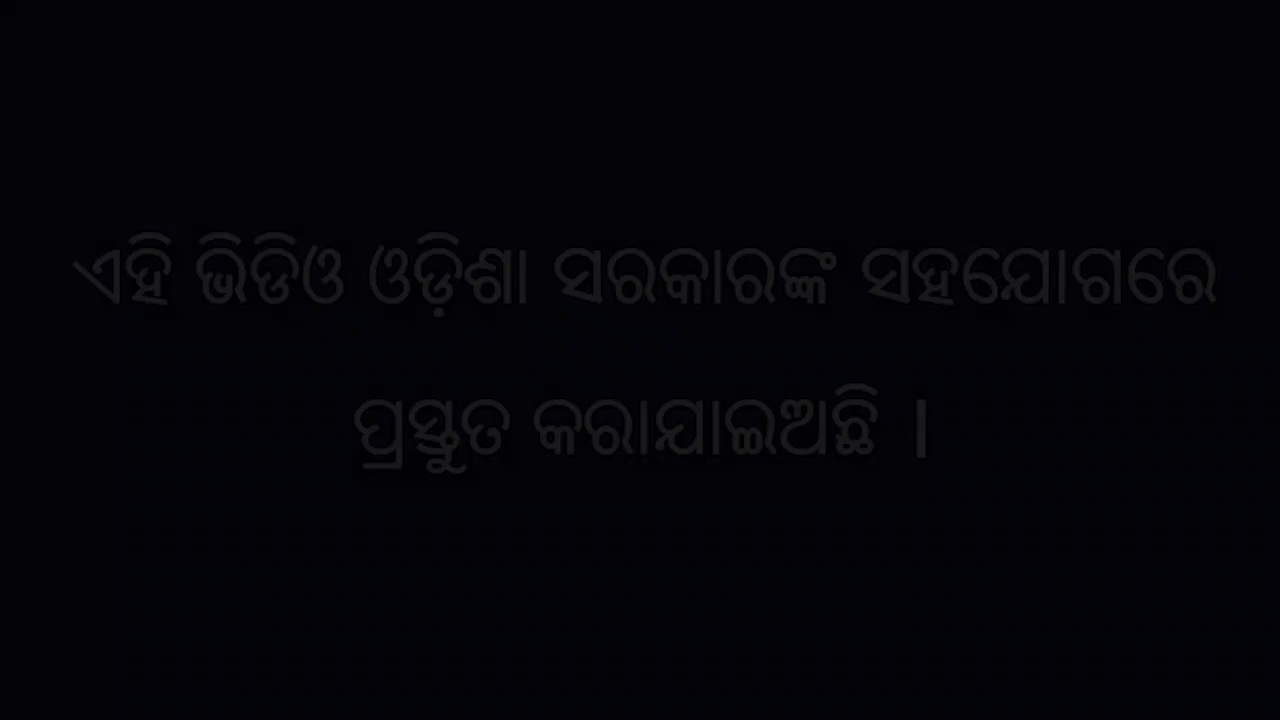 ଏହି ଭିଡିଓ ଓଡ଼ିଶା ସରକାରଙ୍କ ସହଯୋଗରେ
ପ୍ରସ୍ତୁତ କରାଯାଇଅଛି ।